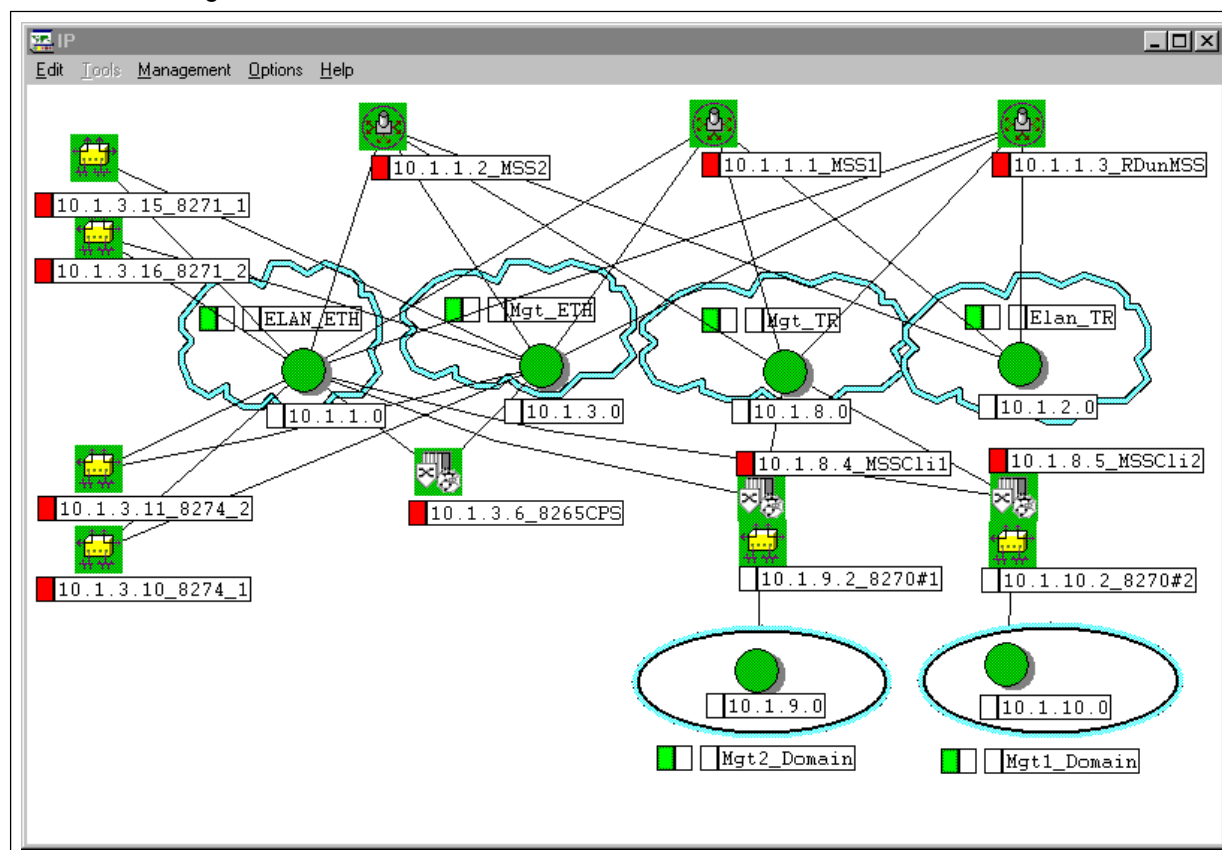 IP
Edit Tools Management Options Help
10.1.1.2_MSS2
10.1.1.1_MSS1
10.1.1.3_RDunMSS
10.1.3.15_8271_1
10.1.3.16_8271_2
ELAN_ETH
Mgt_ETH
Mgt_TR
Elan_TR
10.1.1.0
10.1.3.0
10.1.8.0
10.1.2.0
10.1.8.4_MSSCli1
10.1.8.5_MSSCli2
10.1.3.11_8274_2
10.1.3.6_8265CPS
10.1.3.10_8274_1
10.1.9.2_8270#1
10.1.10.2_8270#2
10.1.9.0
10.1.10.0
Mgt2_Domain
Mgt1_Domain